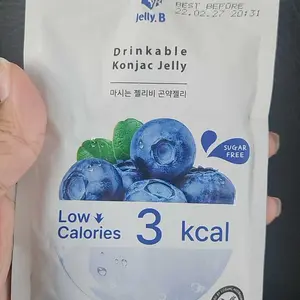 BEST BEFORE
22.02.27 20:31
Jelly.B
Drinkable
Konjac Jelly
마시는 젤리비 곤약젤리
SUGAR
FREE
Low
Calories
3 kcal